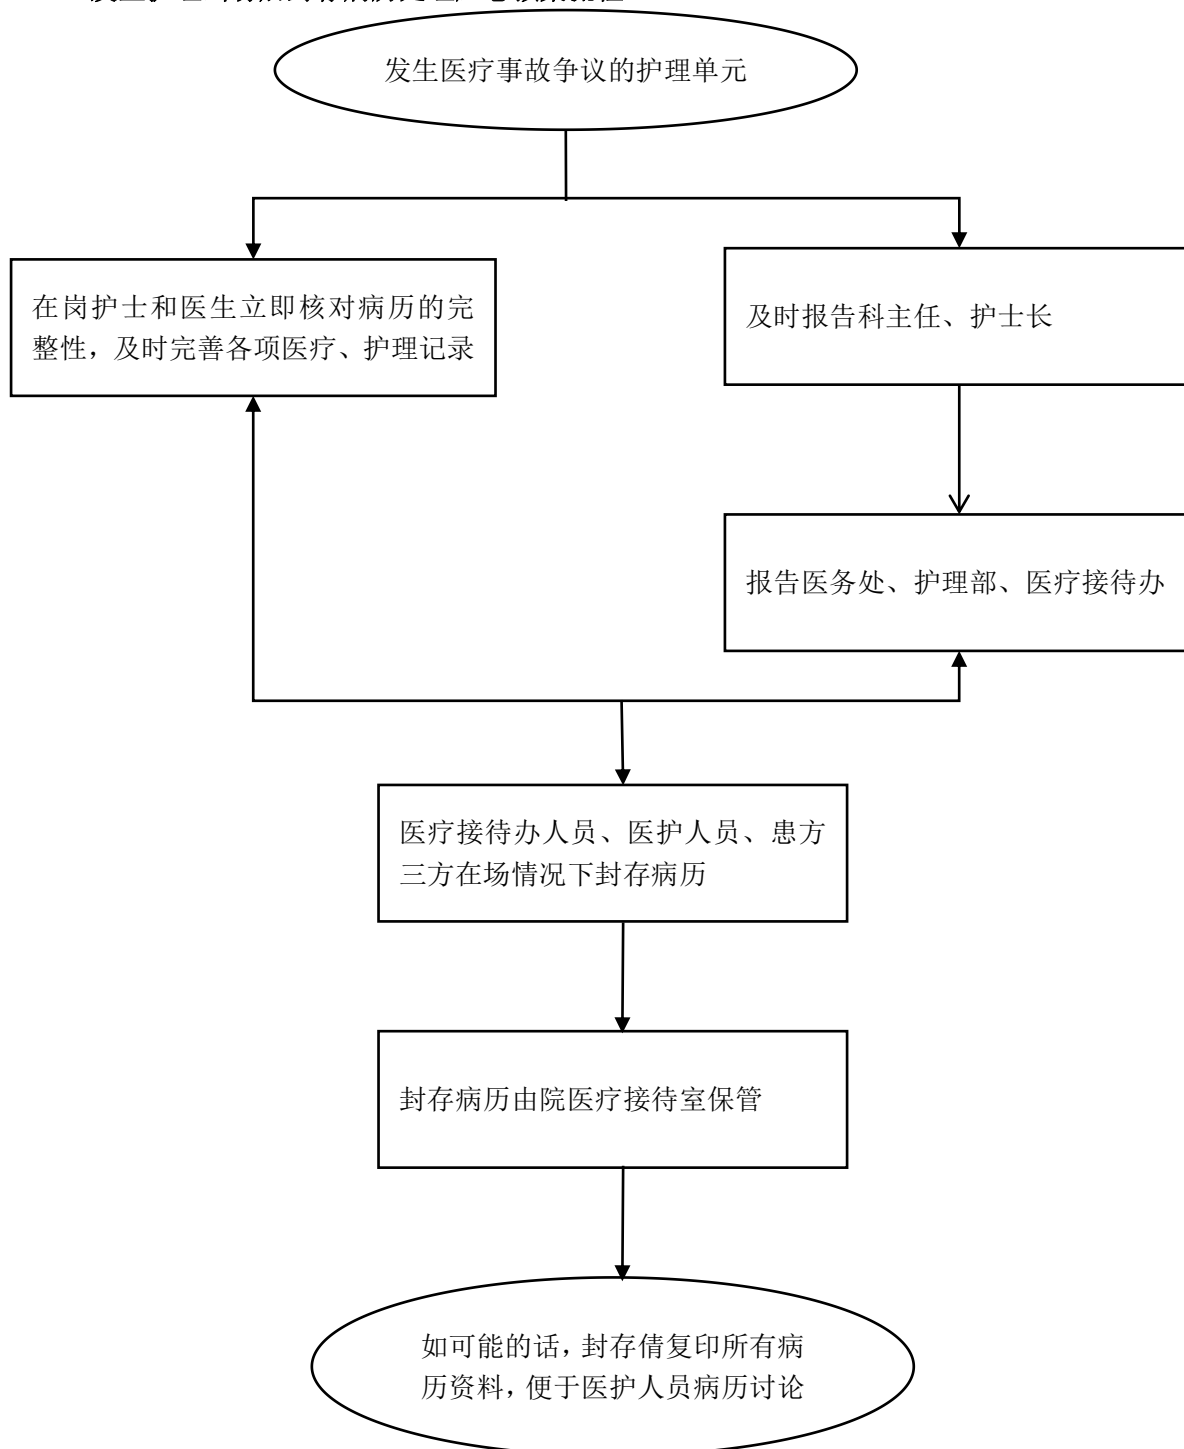 发生医疗事故争议的护理单元
在岗护士和医生立即核对病历的完
整性，及时完善各项医疗、护理记录
及时报告科主任、护士长
报告医务处、护理部、医疗接待办
医疗接待办人员、医护人员、患方
三方在场情况下封存病历
封存病历由院医疗接待室保管
如可能的话，封存倩复印所有病
历资料，便于医护人员病历讨论